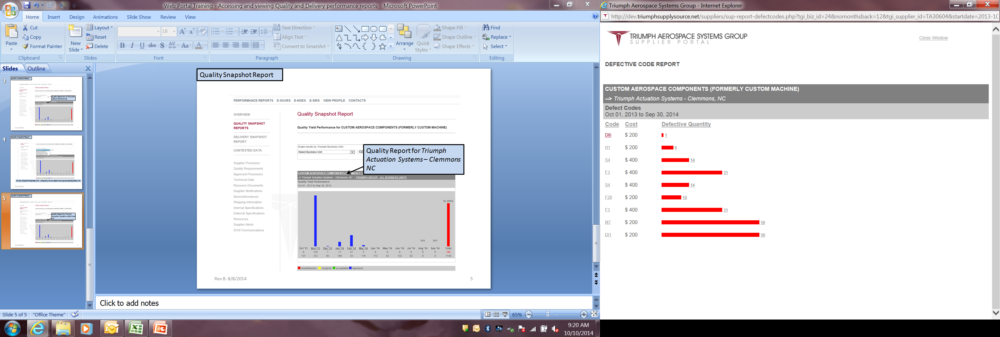 Web Portal Training - Accessing and viewing Quality and Delivery performance reports - Microsoft PowerPoint
Home Insert Design Animations Slide Show Review View
Paste
Cut
Copy
Format Painter
Clipboard
New Slide
Layout
Reset
Delete
Slides
18
B I U abc S AV Aa A
Font
Text Direction
Align Text
Convert to SmartArt
Paragraph
Arrange
Quick Styles
Shape Fill
Shape Outline
Shape Effects
Drawing
Find
Replace
Select
Editing
Slides Outline
3
Quality Snapshot Report
4
Quality Snapshot Report
5
Quality Snapshot Report
Quality Snapshot Report
PERFORMANCE REPORTS E-SCARS E-NOES E-SIRS VIEW PROFILE CONTACTS
OVERVIEW
QUALITY SNAPSHOT
REPORTS
DELIVERY SNAPSHOT
REPORT
CONTESTED DATA
Supplier Provisions
Quality Requirements
Approved Processors
Technical Data
Resource Documents
Supplier Notifications
Nonconformances
Shipping Information
Internal Specifications
External Specifications
Resources
Supplier Alerts
SCM Communications
Quality Snapshot Report
Quality Yield Performance for CUSTOM AEROSPACE COMPONENTS (FORMERLY CUSTOM MACHINE)
Graph results by Triumph Business Unit:
Select Business Unit
Quality Report for Triumph
Actuation Systems – Clemmons
NC
CUSTOM AEROSPACE COMPONENTS
--> Triumph Actuation Systems - Clemmons, NC | TRIUMPH GROUP - ALL BUSINESS UNITS
Quality Yield Performance
Oct 01, 2013 to Sep 30, 2014
85.490%
N/A N/A
Oct '13 Nov '13 Dec '13 Jan '14 Feb '14 Mar '14 Apr '14 May '14 Jun '14 Jul '14 Aug '14 Sep '14 Total
0 124 1 11 27 3 0 0 0 0 0 0 166
137 312 85 109 35 116 112 43 133 62 0 0 1144
unsatisfactory marginal acceptable rejections
Rev B. 8/8/2014
5
Click to add notes
Slide 5 of 5 "Office Theme"
65%
9:20 AM
10/10/2014
Triumph Aerospace Systems Group - Internet Explorer
http://dev.triumphsupplysource.net/suppliers/sup-report-defectcodes.php?tgi_biz_id=24&nomonthsback=12&tgi_supplier_id=TA30604&startdate=2013-10
TRIUMPH AEROSPACE SYSTEMS GROUP
SUPPLIER PORTAL
Close Window
DEFECTIVE CODE REPORT
CUSTOM AEROSPACE COMPONENTS (FORMERLY CUSTOM MACHINE)
--> Triumph Actuation Systems - Clemmons, NC
Defect Codes
Oct 01, 2013 to Sep 30, 2014
Code Cost Defective Quantity
DI6 $ 200 1
H1 $ 200 6
S4 $ 400 14
F3 $ 400 31
S4 $ 400 14
F28 $ 200 10
F3 $ 400 31
M7 $ 200 50
DI1 $ 200 50